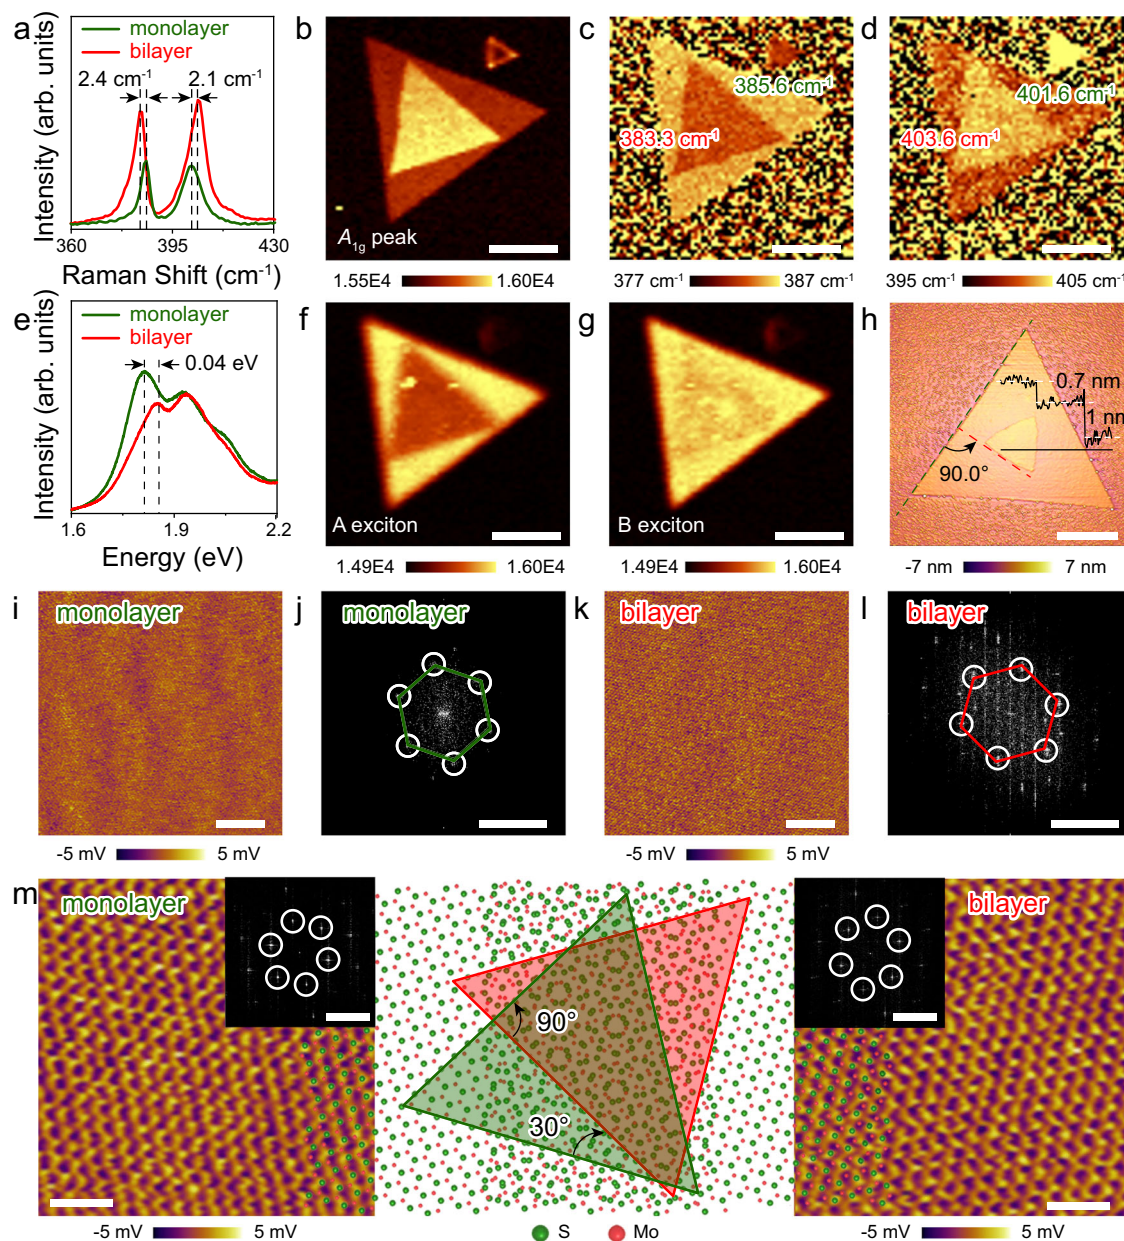 a
monolayer
bilayer
2.4 cm⁻¹
2.1 cm⁻¹
Intensity (arb. units)
360
395
430
Raman Shift (cm⁻¹)
b
A₁g peak
1.55E4
1.60E4
c
385.6 cm⁻¹
383.3 cm⁻¹
377 cm⁻¹
387 cm⁻¹
d
401.6 cm⁻¹
403.6 cm⁻¹
395 cm⁻¹
405 cm⁻¹
e
monolayer
bilayer
0.04 eV
Intensity (arb. units)
1.6
1.9
2.2
Energy (eV)
f
A exciton
1.49E4
1.60E4
g
B exciton
1.49E4
1.60E4
h
0.7 nm
1 nm
90.0°
-7 nm
7 nm
i
monolayer
-5 mV
5 mV
j
monolayer
k
bilayer
-5 mV
5 mV
l
bilayer
m
monolayer
-5 mV
5 mV
90°
30°
S
Mo
bilayer
-5 mV
5 mV